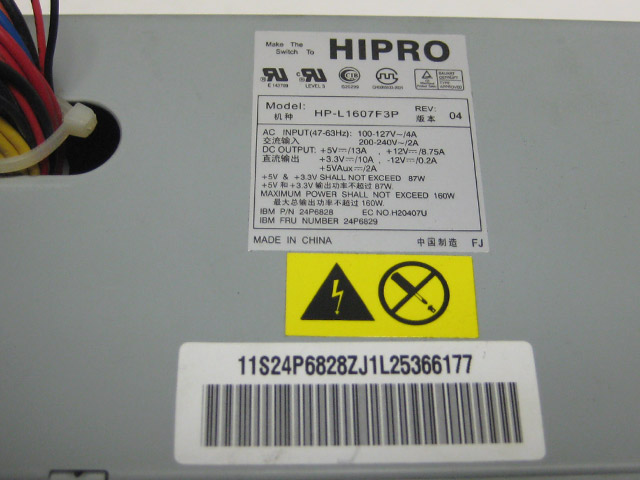 Make The
Switch To HIPRO
E 142709 LEVEL 3
Model: HP-L1607F3P REV: 04
机种 版本
AC INPUT(47-63Hz): 100-127V~/4A
交流输入 200-240V~/2A
DC OUTPUT: +5V⎓/13A , +12V⎓/8.75A
直流输出 +3.3V⎓/10A , -12V⎓/0.2A
+5VAux⎓/2A
+5V & +3.3V SHALL NOT EXCEED 87W
+5V 和 +3.3V 输出功率不超过 87W.
MAXIMUM POWER SHALL NOT EXCEED 160W
最大总输出功率不超过 160W.
IBM P/N 24P6828 EC NO.H20407U
IBM FRU NUMBER 24P6829
MADE IN CHINA 中国制造 FJ
11S24P6828ZJ1L25366177